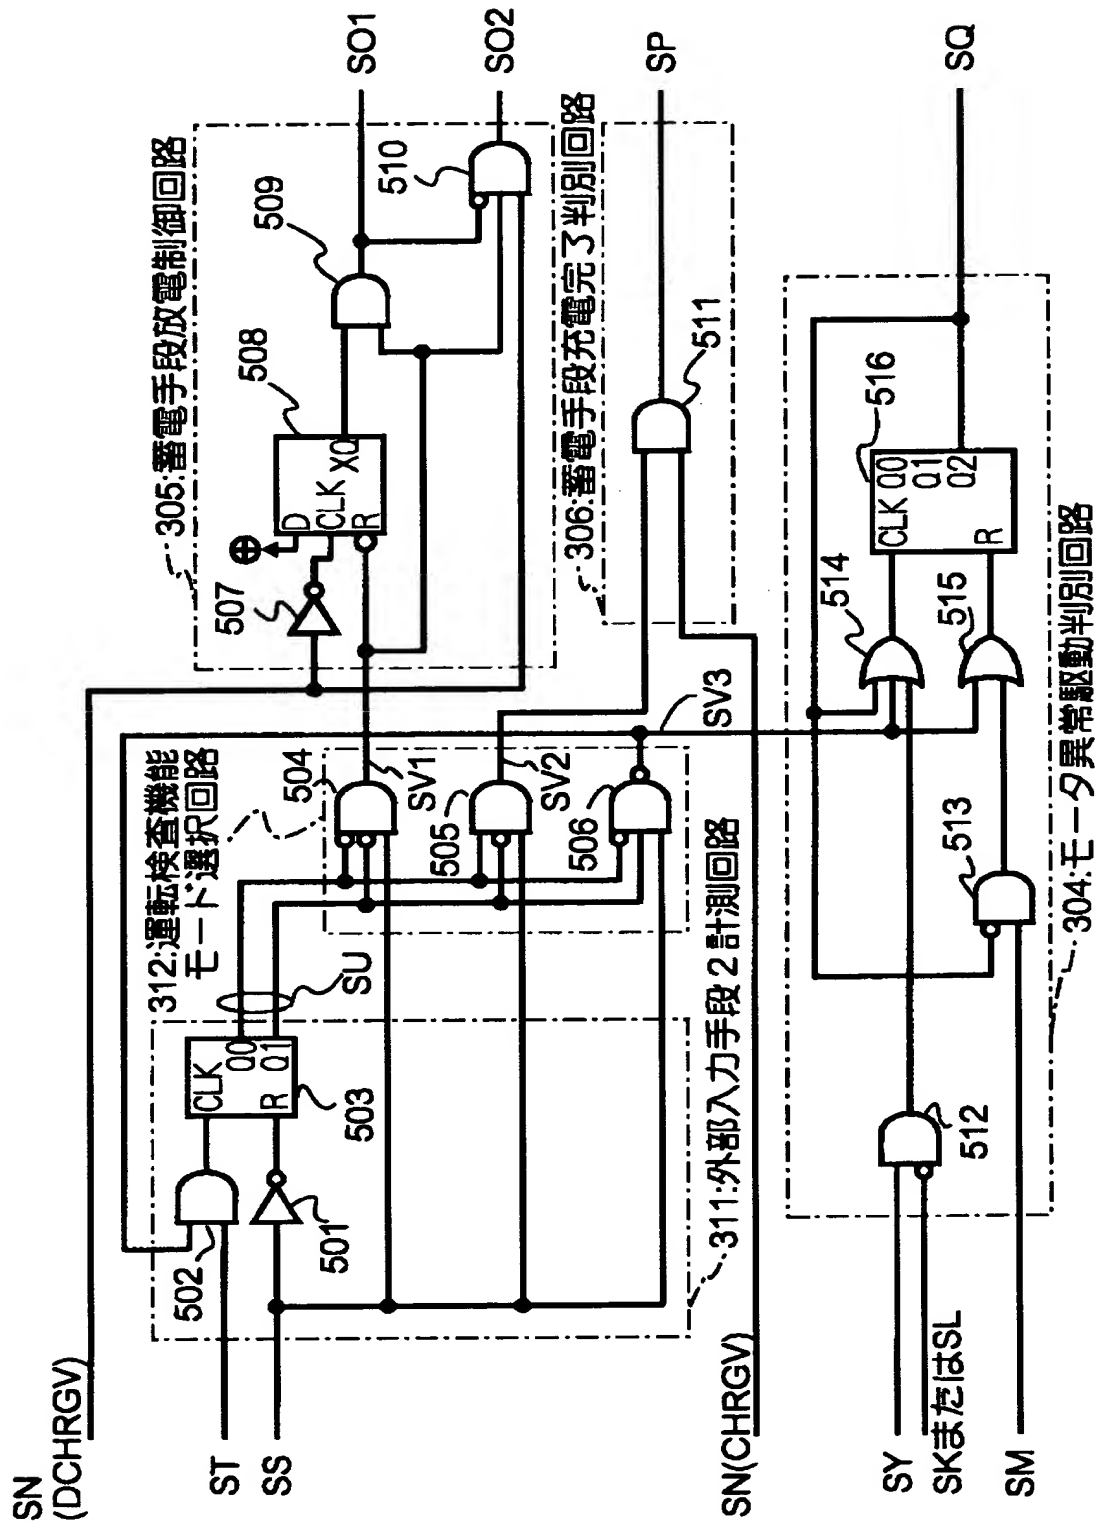 SN
(DCHRGV)
ST
SS
502
501
CLK
Q0
Q1
R
503
SU
311:外部入力手段2計測回路
312:運転検査機能
モード選択回路
504
505
506
SV1
SV2
SV3
305:蓄電手段放電制御回路
507
D
CLK
XQ
R
508
509
510
SO1
SO2
306:蓄電手段充電完了判別回路
511
SP
SN(CHRGV)
SY
SKまたはSL
SM
512
513
514
515
CLK
Q0
Q1
Q2
R
516
SQ
304:モータ異常駆動判別回路